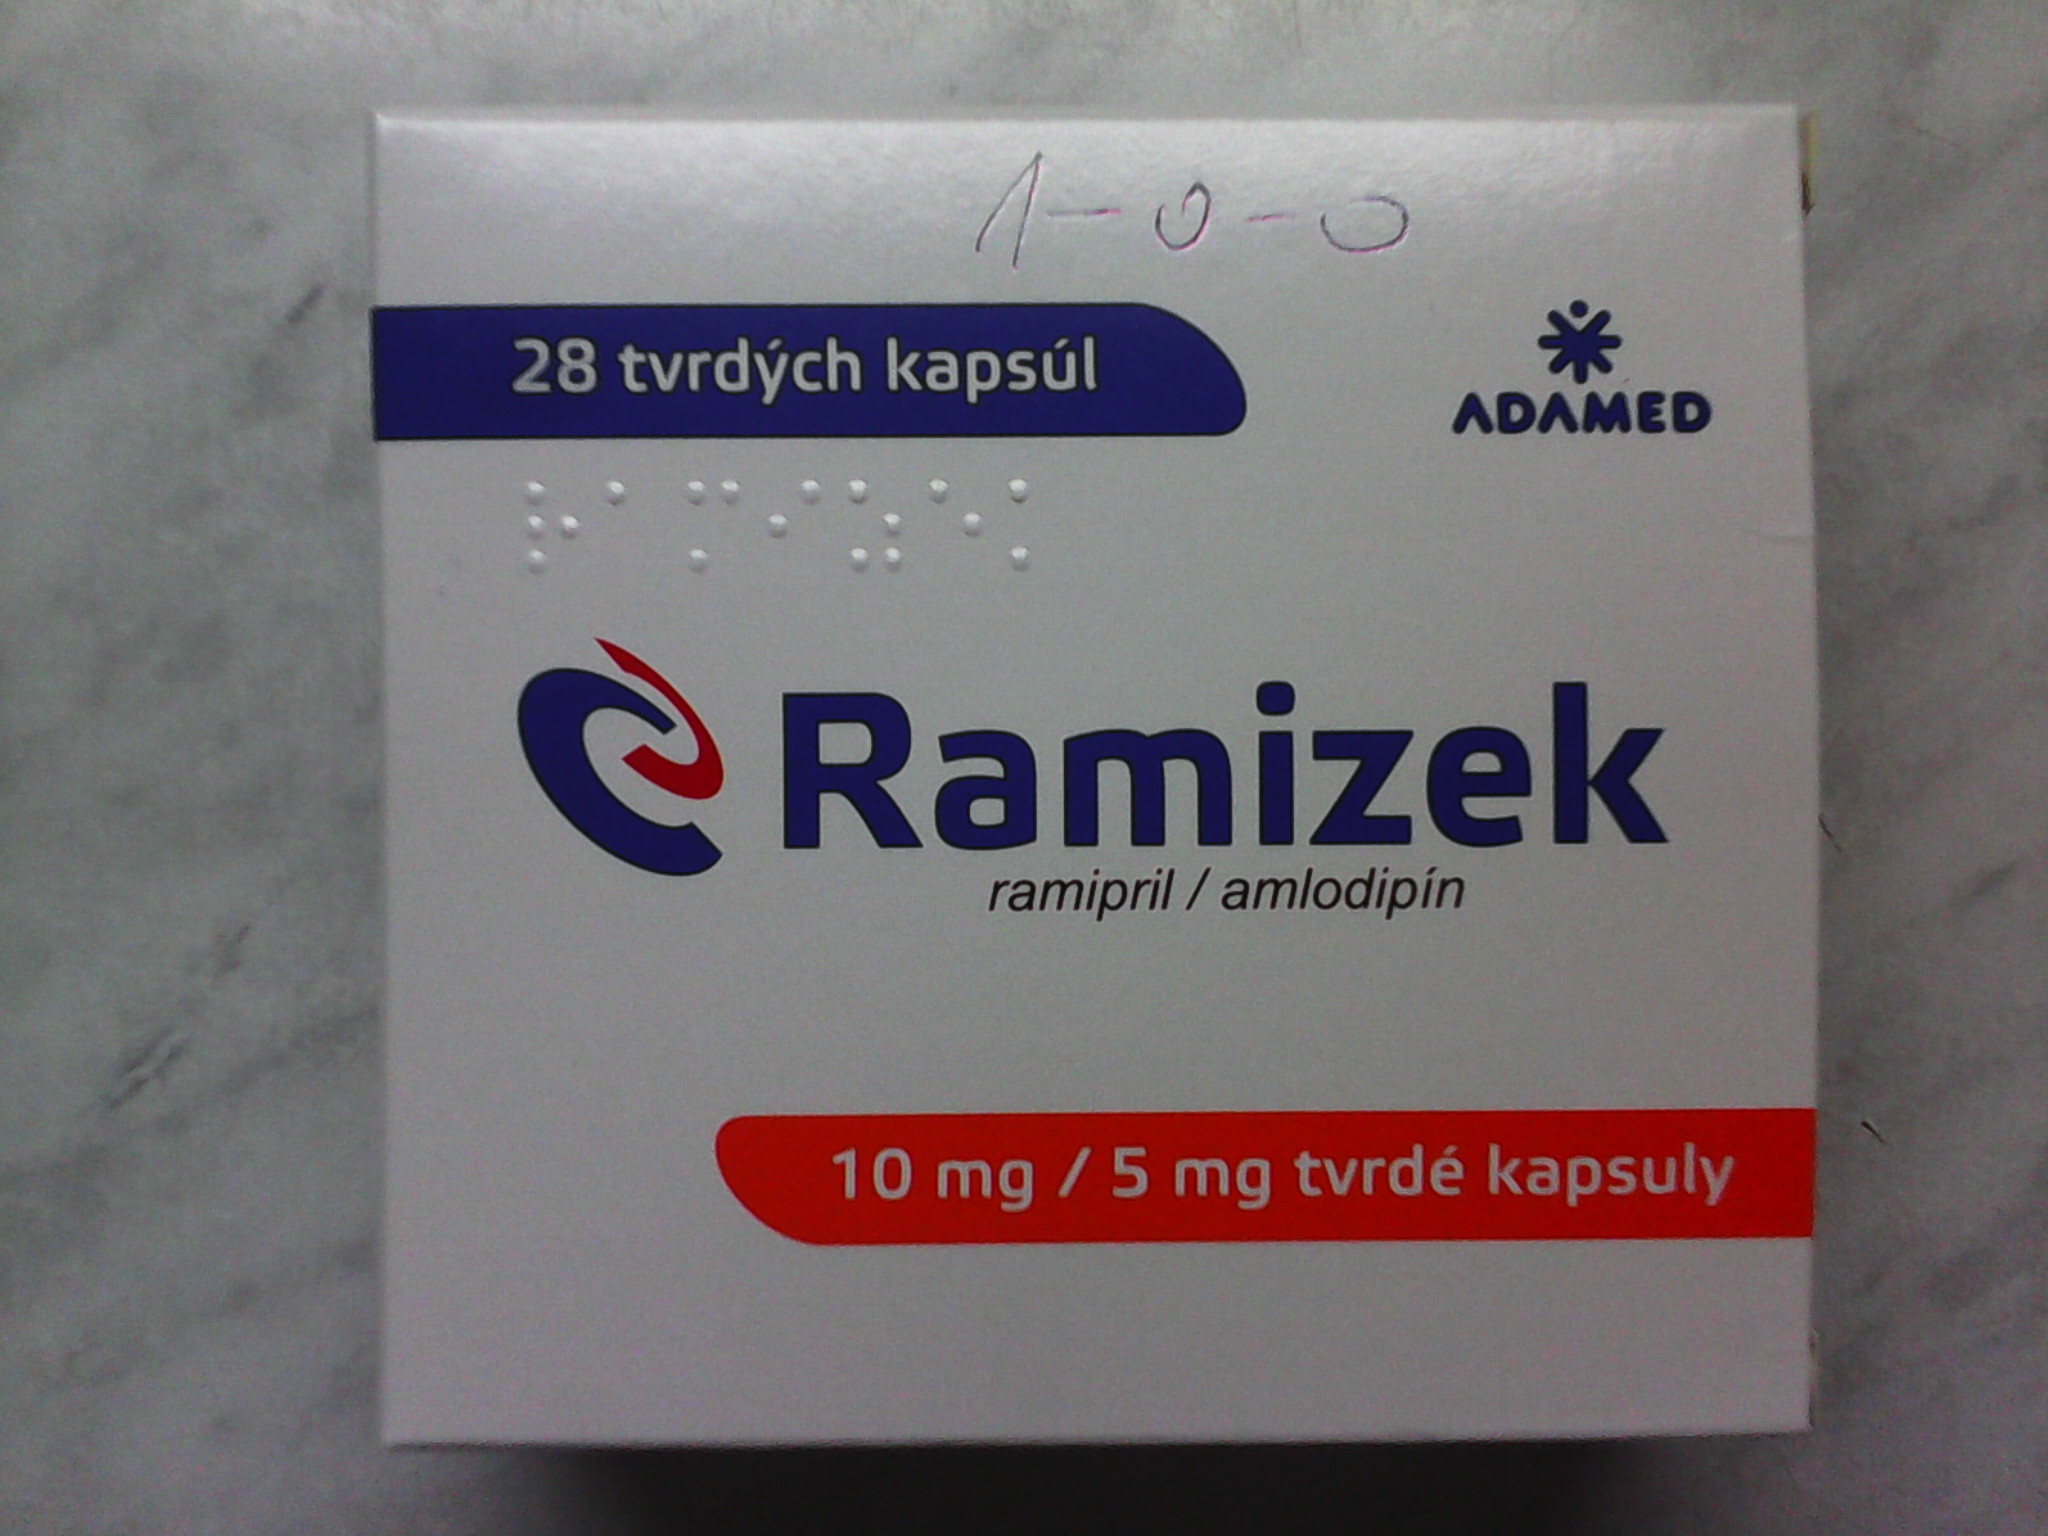 1-0-0
28 tvrdých kapsúl
ADAMED
⠗⠁⠍⠊⠵⠑⠅
Ramizek
ramipril / amlodipín
10 mg / 5 mg tvrdé kapsuly